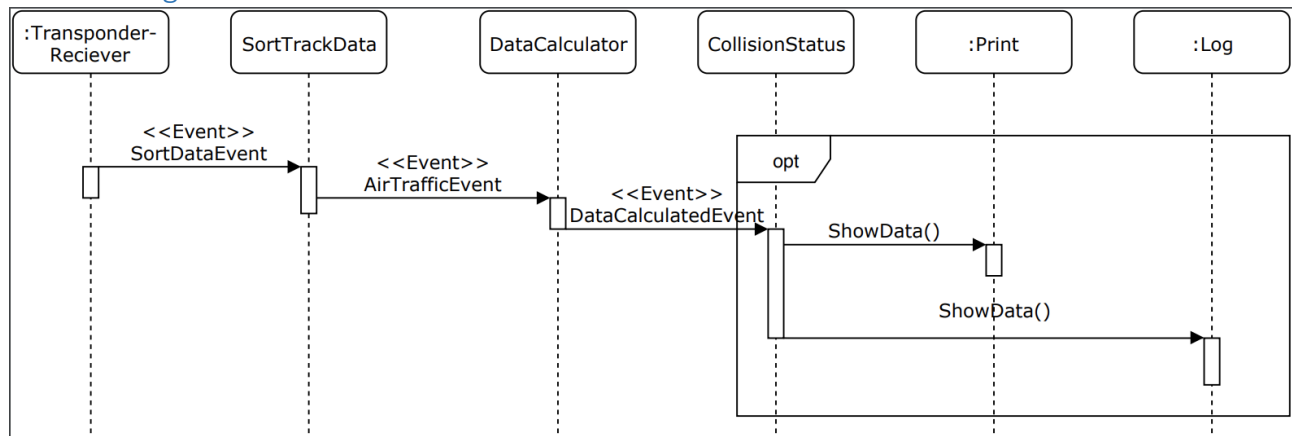 :Transponder-
Reciever
SortTrackData
DataCalculator
CollisionStatus
:Print
:Log
<<Event>>
SortDataEvent
<<Event>>
AirTrafficEvent
<<Event>>
DataCalculatedEvent
opt
ShowData()
ShowData()